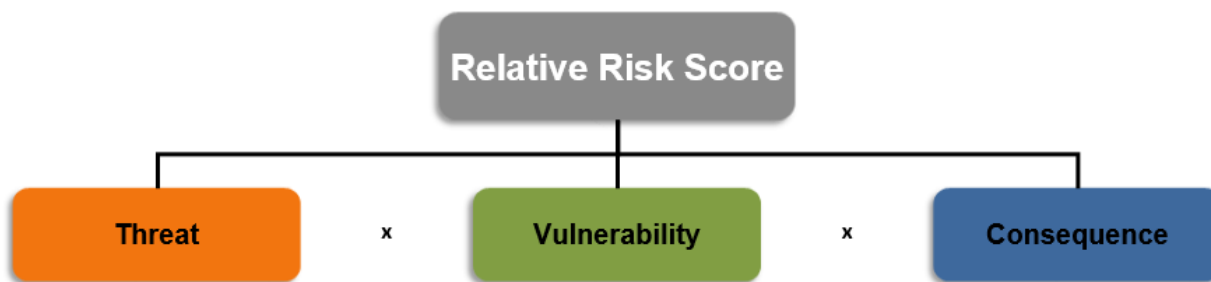 Relative Risk Score
Threat x Vulnerability x Consequence